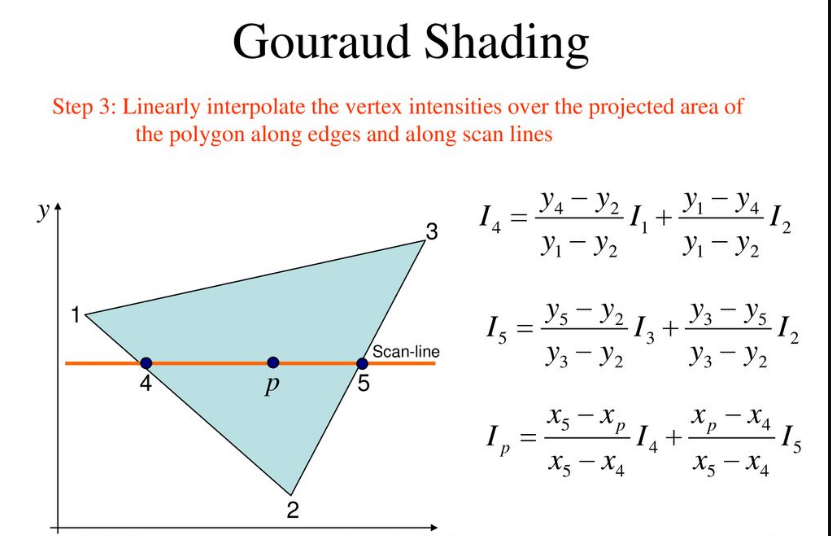 Gouraud Shading
Step 3: Linearly interpolate the vertex intensities over the projected area of
the polygon along edges and along scan lines
y
3
1
Scan-line
4
p
5
2
I₄ = (y₄ − y₂)/(y₁ − y₂) I₁ + (y₁ − y₄)/(y₁ − y₂) I₂
I₅ = (y₅ − y₂)/(y₃ − y₂) I₃ + (y₃ − y₅)/(y₃ − y₂) I₂
Iₚ = (x₅ − xₚ)/(x₅ − x₄) I₄ + (xₚ − x₄)/(x₅ − x₄) I₅